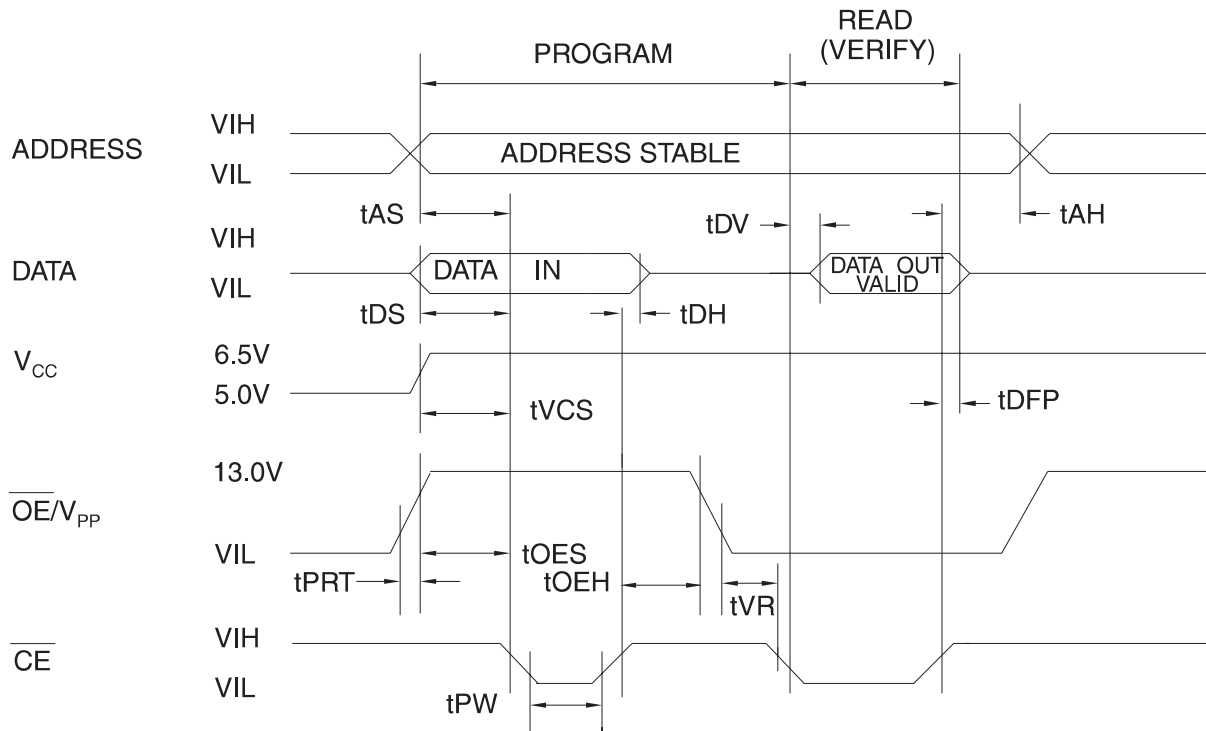 READ
(VERIFY)
PROGRAM
ADDRESS
VIH
VIL
ADDRESS STABLE
tAS
tDV
tAH
DATA
VIH
VIL
DATA IN
DATA OUT
VALID
tDS
tDH
VCC
6.5V
5.0V
tVCS
tDFP
OE/VPP
13.0V
VIL
tOES
tPRT
tOEH
tVR
CE
VIH
VIL
tPW